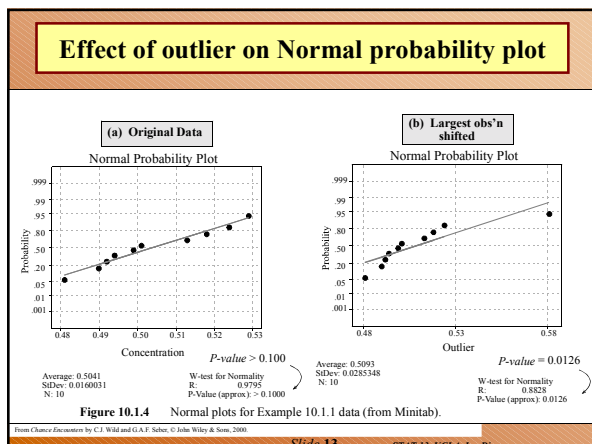 Effect of outlier on Normal probability plot
(a) Original Data
Normal Probability Plot
.999
.99
.95
.80
.50
.20
.05
.01
.001
Probability
0.48 0.49 0.50 0.51 0.52 0.53
Concentration
P-value > 0.100
Average: 0.5041
StDev: 0.0160031
N: 10
W-test for Normality
R: 0.9795
P-Value (approx): > 0.1000
(b) Largest obs'n
shifted
Normal Probability Plot
.999
.99
.95
.80
.50
.20
.05
.01
.001
Probability
0.48 0.53 0.58
Outlier
P-value = 0.0126
Average: 0.5093
StDev: 0.0285348
N: 10
W-test for Normality
R: 0.8828
P-Value (approx): 0.0126
Figure 10.1.4 Normal plots for Example 10.1.1 data (from Minitab).
From Chance Encounters by C.J. Wild and G.A.F. Seber, © John Wiley & Sons, 2000.
Slide 13